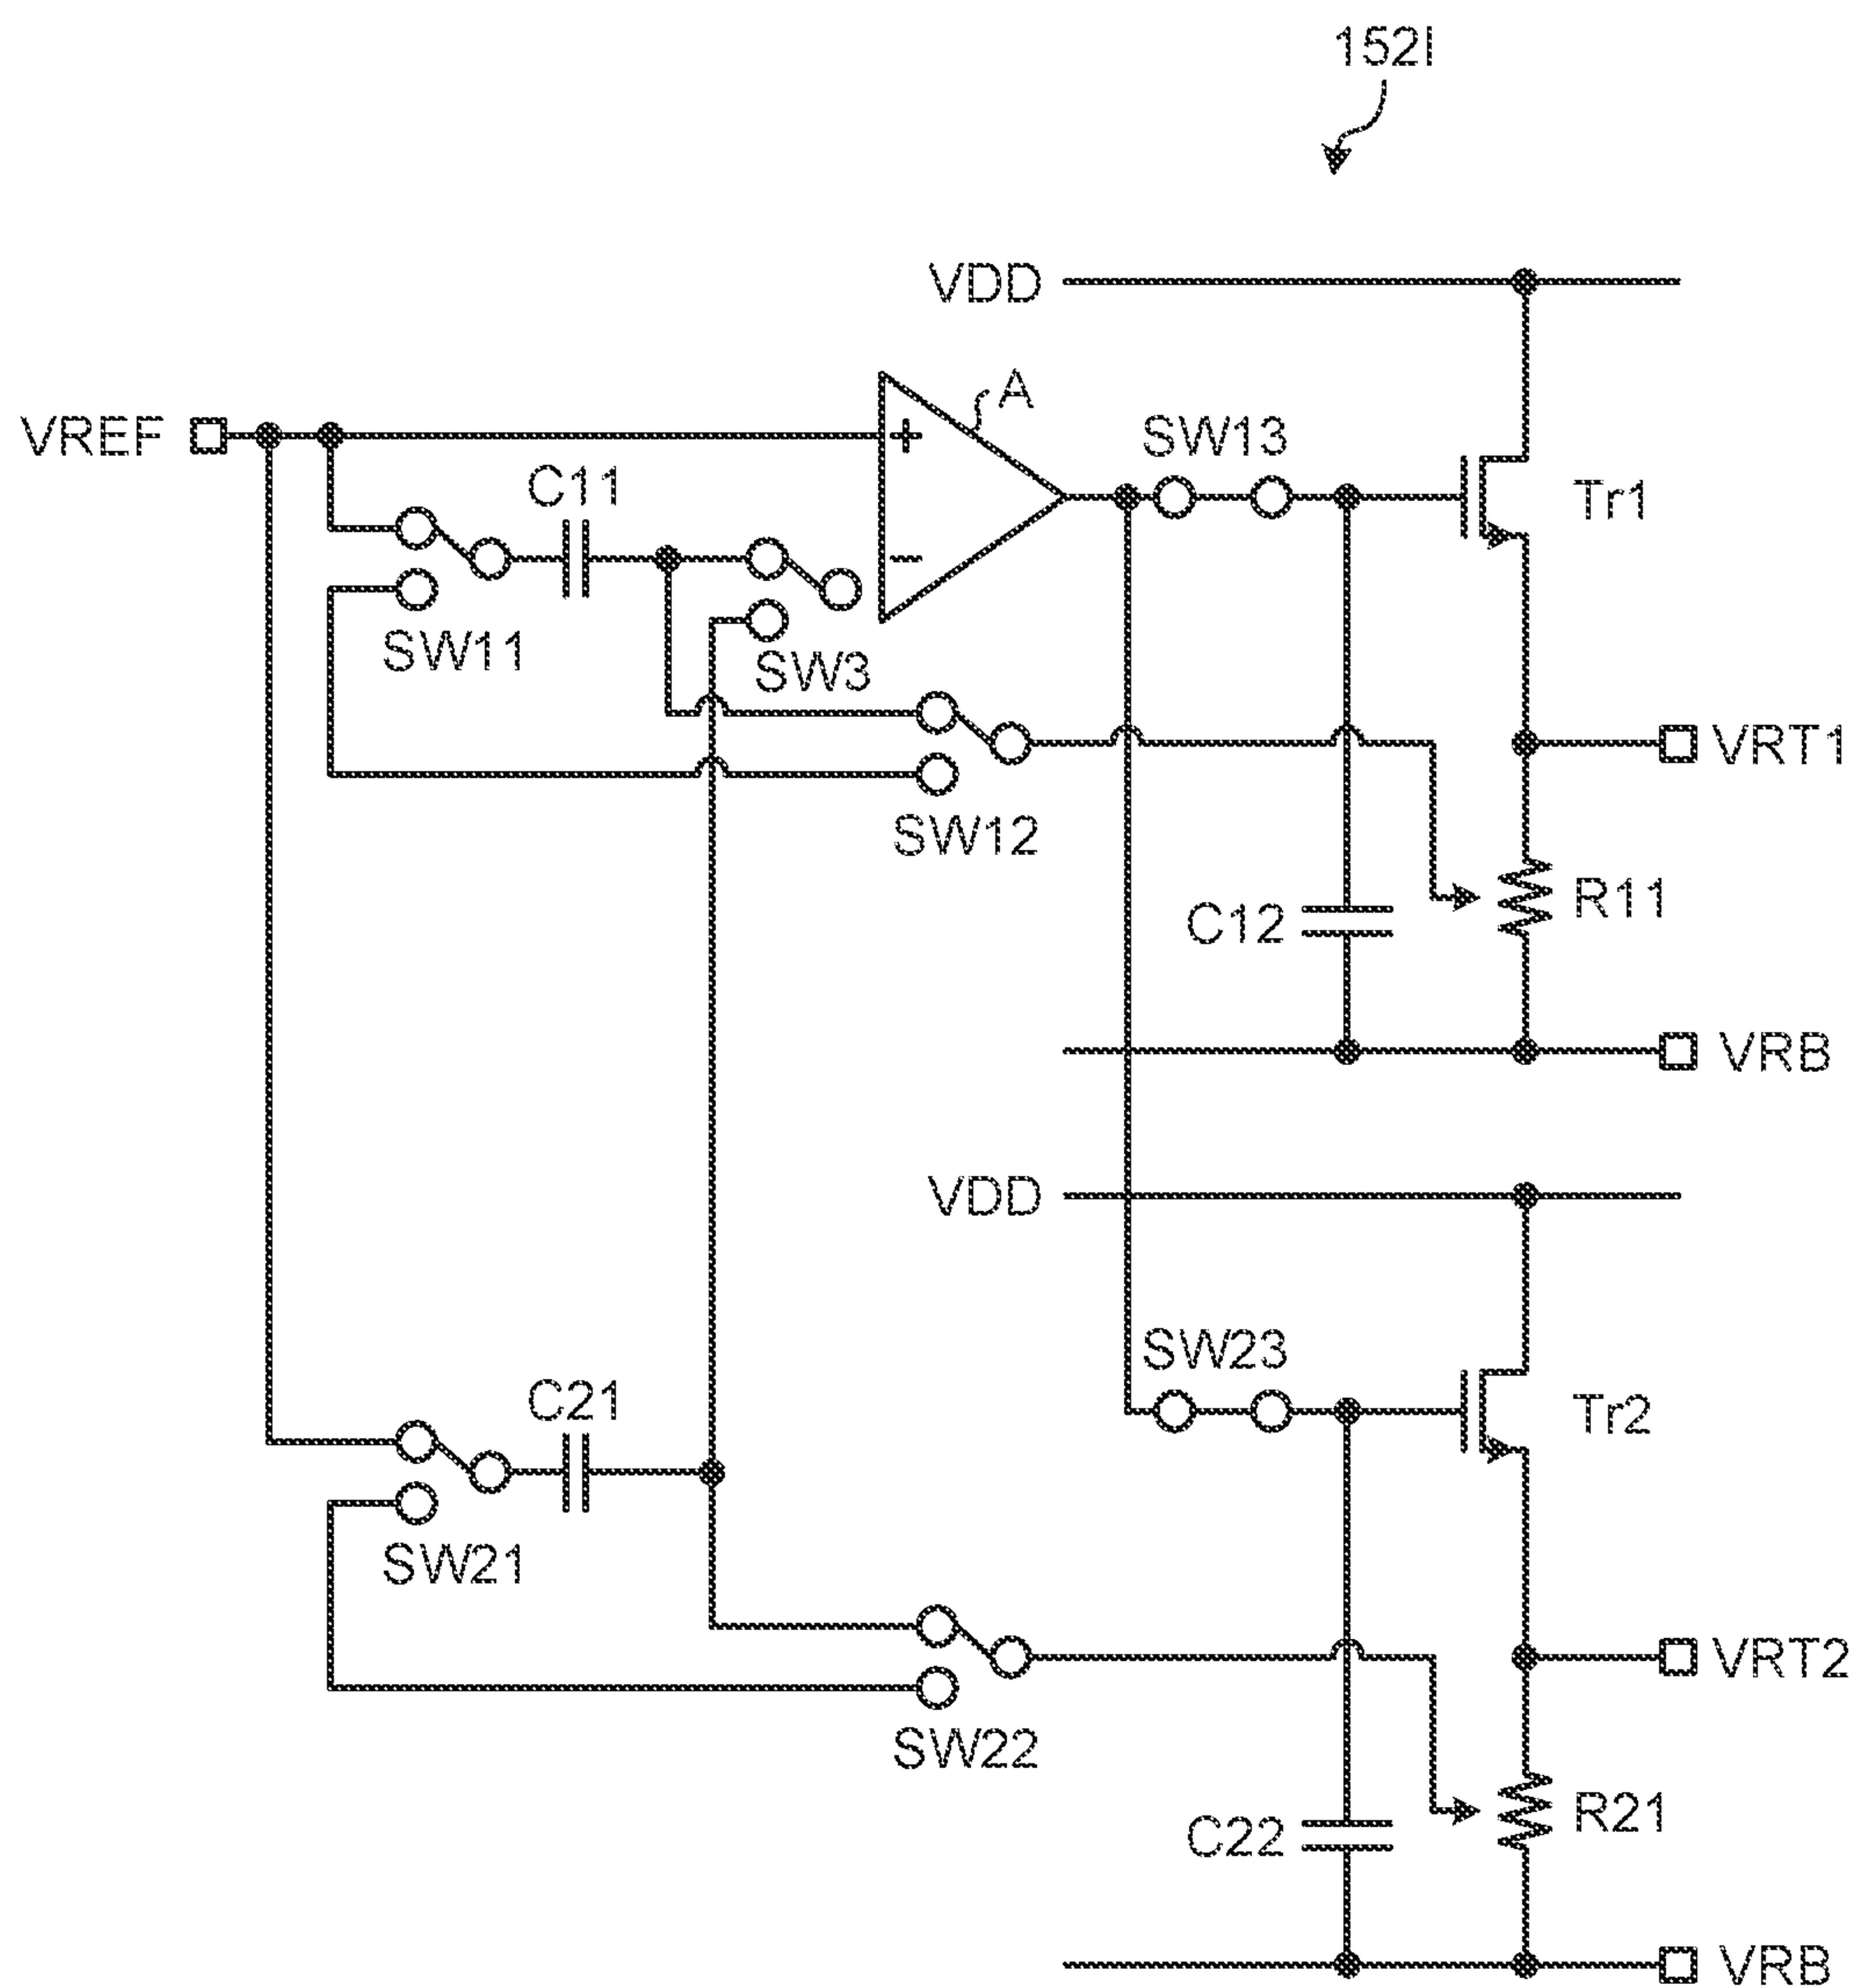 152I
VDD
A
VREF
+
SW13
C11
Tr1
−
SW11
SW3
VRT1
SW12
R11
C12
VRB
VDD
SW23
C21
Tr2
SW21
VRT2
SW22
R21
C22
VRB